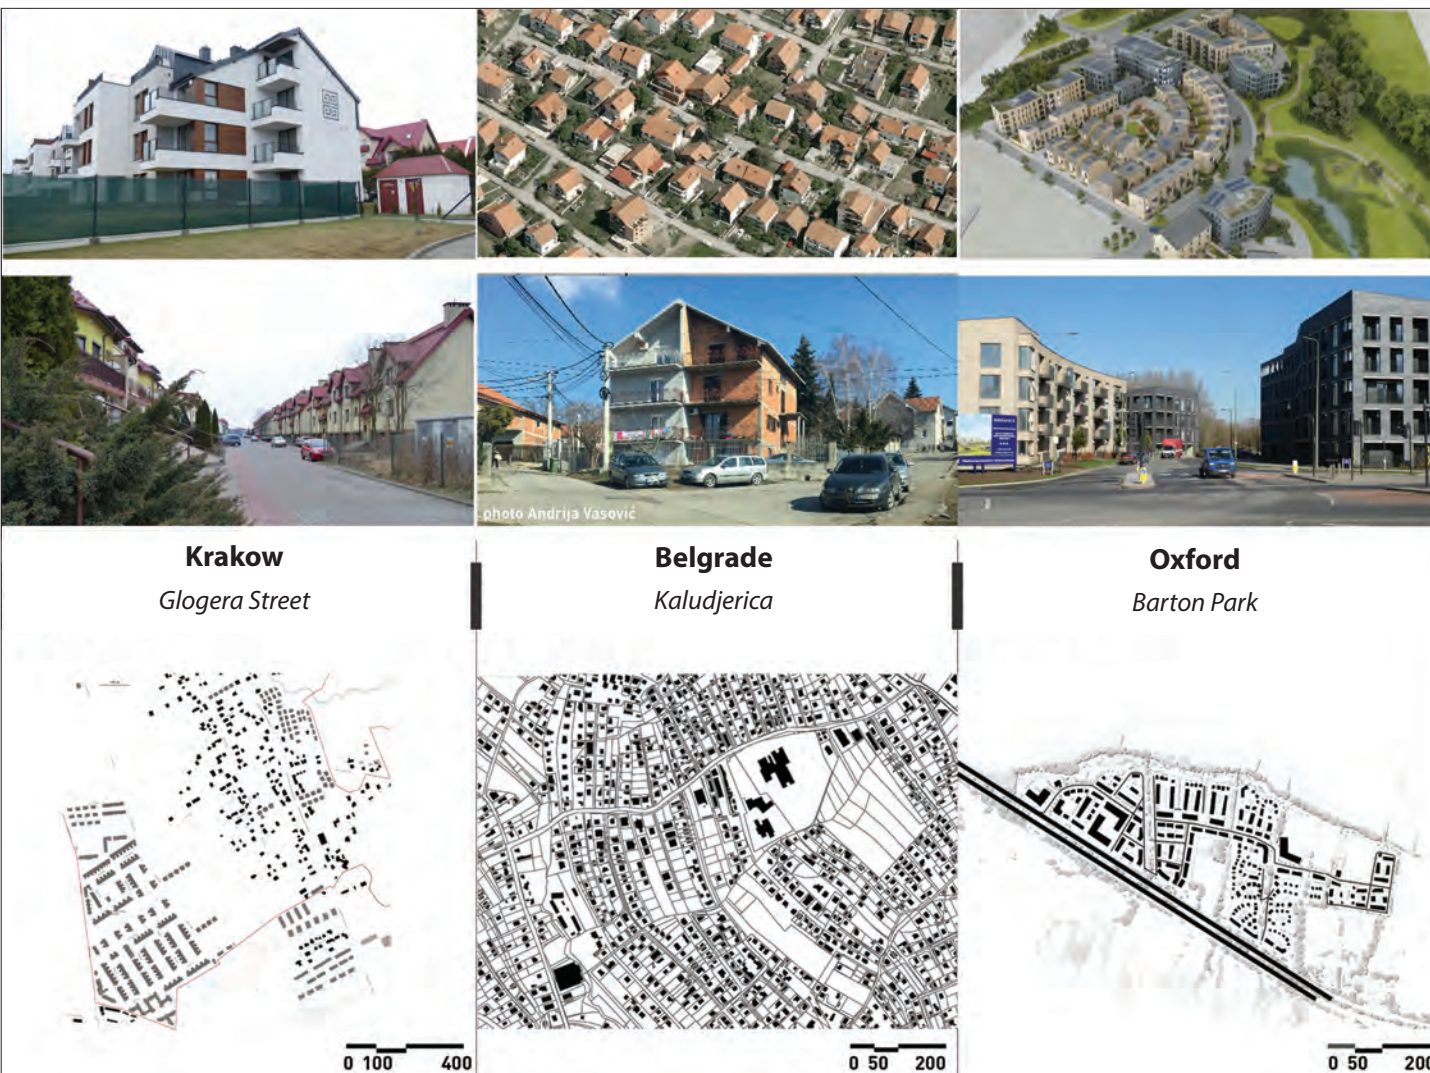 photo Andrija Vasović
Krakow
Glogera Street
Belgrade
Kaludjerica
Oxford
Barton Park
0 100 400
0 50 200
0 50 200